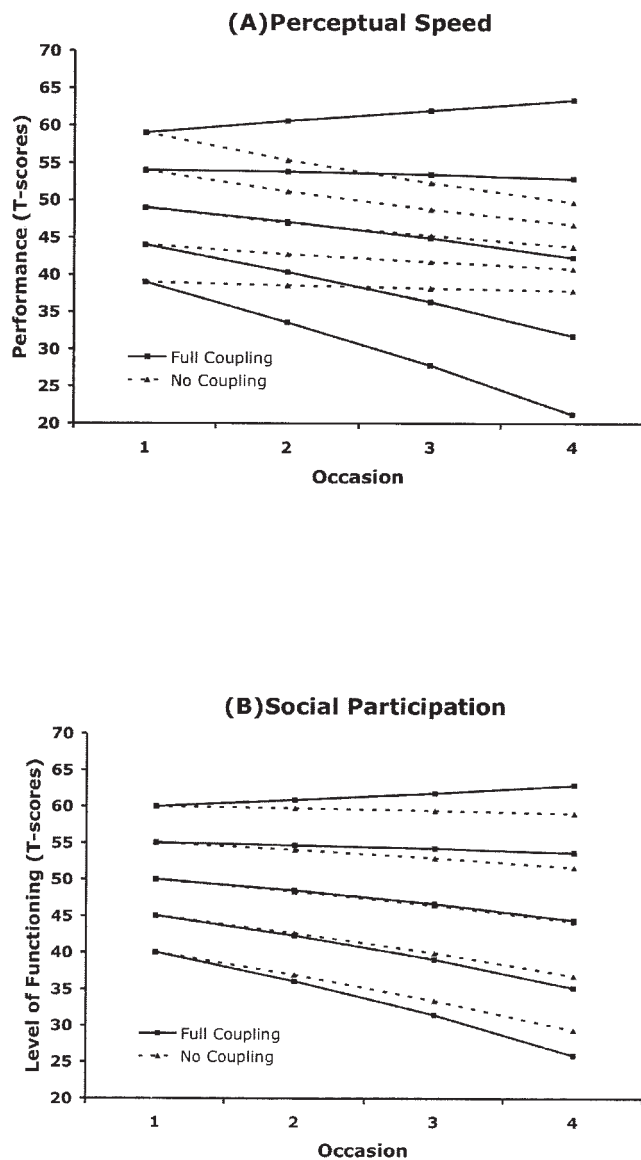 (A)Perceptual Speed
70
65
60
55
50
45
40
35
30
25
20
Performance (T-scores)
Full Coupling
No Coupling
1 2 3 4
Occasion
(B)Social Participation
70
65
60
55
50
45
40
35
30
25
20
Level of Functioning (T-scores)
Full Coupling
No Coupling
1 2 3 4
Occasion